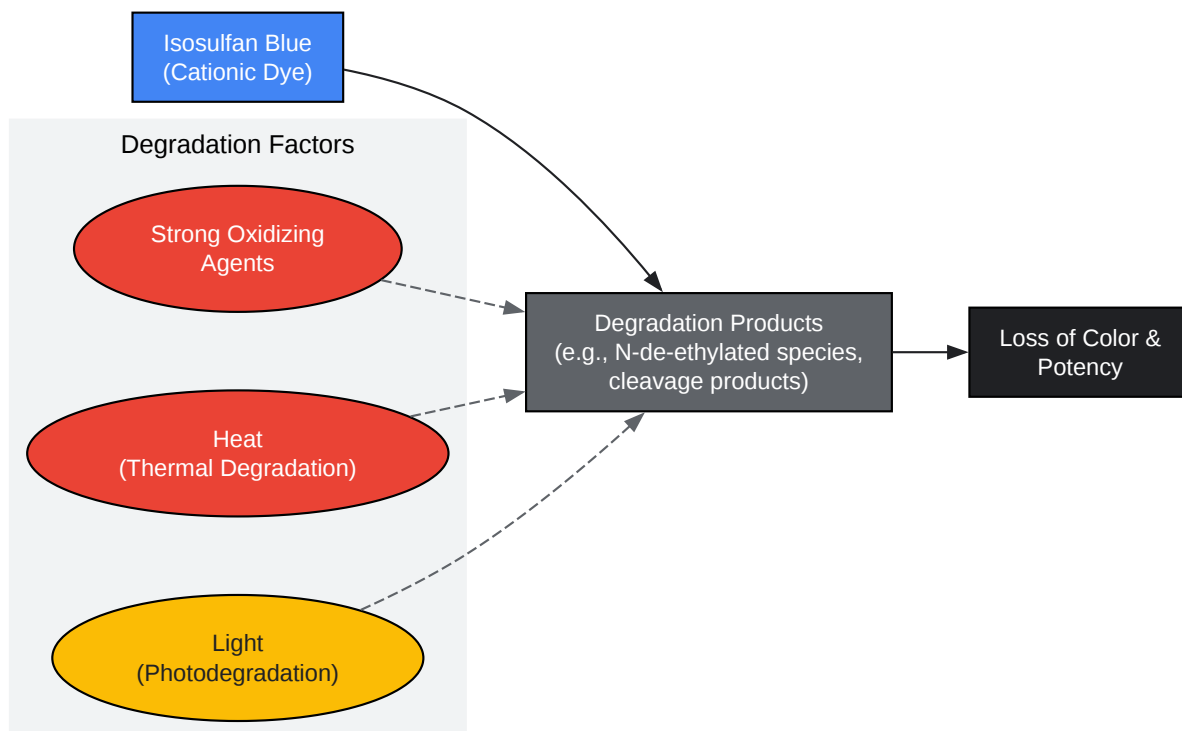 Isosulfan Blue
(Cationic Dye)
Degradation Factors
Strong Oxidizing
Agents
Heat
(Thermal Degradation)
Light
(Photodegradation)
Degradation Products
(e.g., N-de-ethylated species,
cleavage products)
Loss of Color &
Potency